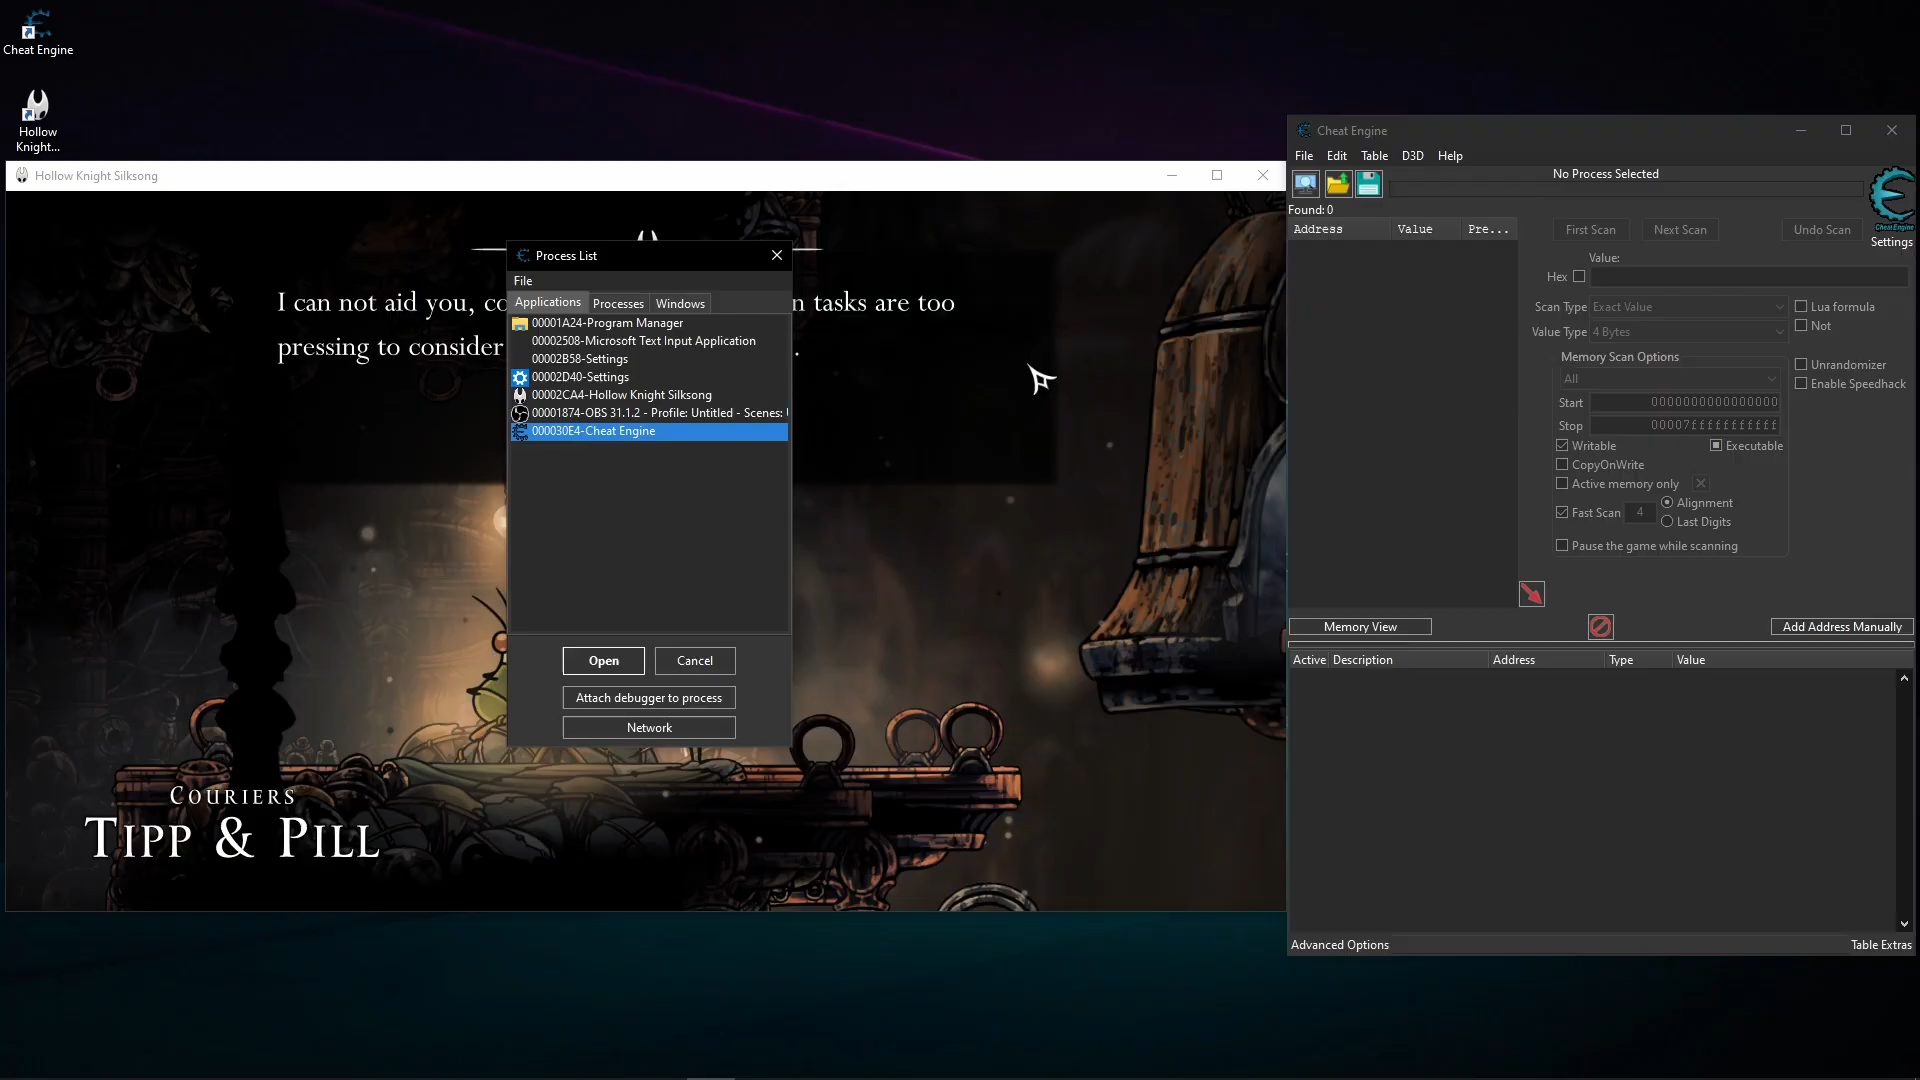 Cheat Engine
Hollow
Knight...
Hollow Knight Silksong
I can not aid you, co
n tasks are too
pressing to consider
.
Couriers
Tipp & Pill
Process List
File
Applications
Processes
Windows
00001A24-Program Manager
00002508-Microsoft Text Input Application
00002B58-Settings
00002D40-Settings
00002CA4-Hollow Knight Silksong
00001874-OBS 31.1.2 - Profile: Untitled - Scenes:
000030E4-Cheat Engine
Open
Cancel
Attach debugger to process
Network
Cheat Engine
File Edit Table D3D Help
No Process Selected
Found: 0
Address Value Pre...
First Scan Next Scan Undo Scan
Cheat Engine
Settings
Value:
Hex
Scan Type Exact Value
Lua formula
Not
Value Type 4 Bytes
Memory Scan Options
All
Unrandomizer
Enable Speedhack
Start 0000000000000000
Stop 00007fffffffffff
Writable Executable
CopyOnWrite
Active memory only
Fast Scan 4
Alignment
Last Digits
Pause the game while scanning
Memory View
Add Address Manually
Active Description Address Type Value
Advanced Options
Table Extras